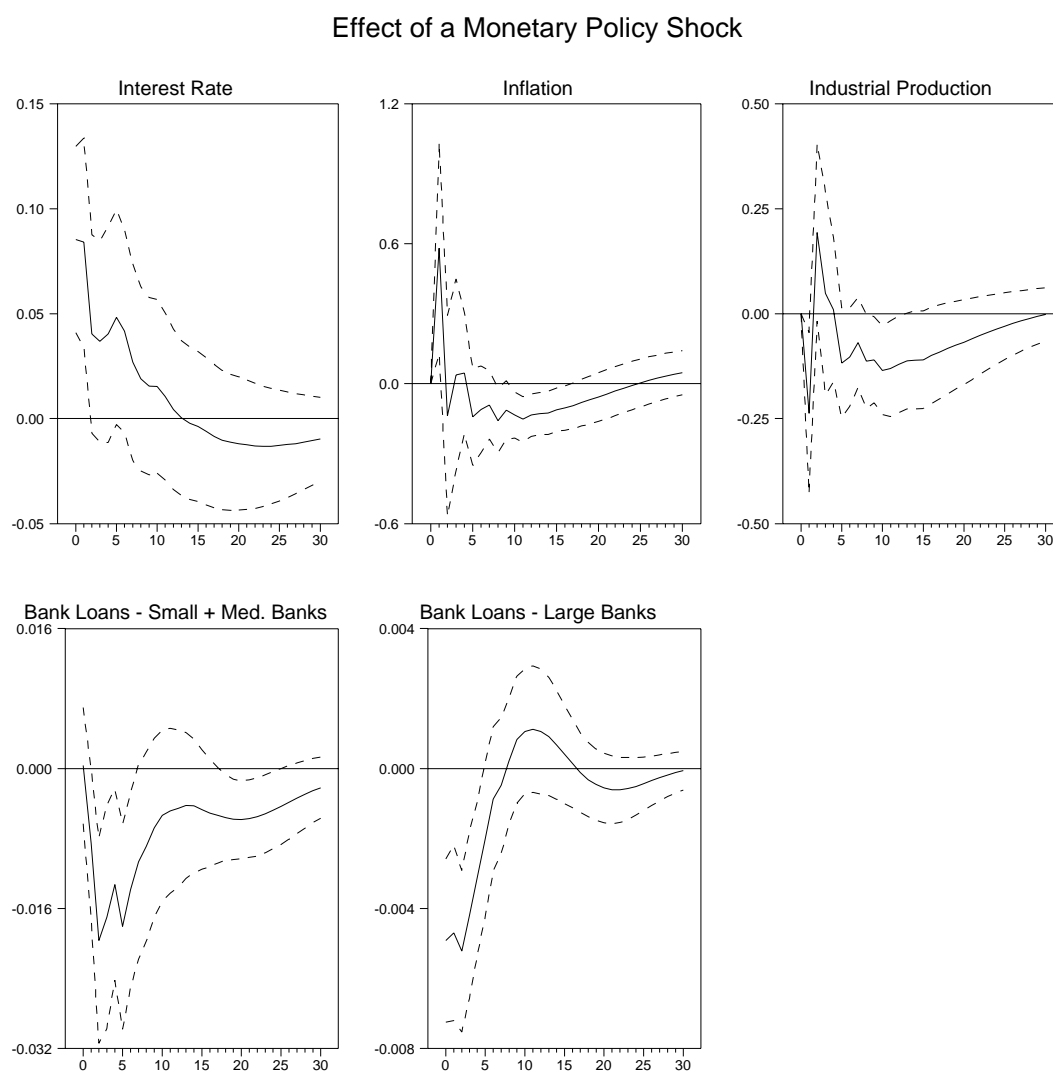 Effect of a Monetary Policy Shock
Interest Rate
0.15
0.10
0.05
0.00
-0.05
0 5 10 15 20 25 30
Inflation
1.2
0.6
0.0
-0.6
0 5 10 15 20 25 30
Industrial Production
0.50
0.25
0.00
-0.25
-0.50
0 5 10 15 20 25 30
Bank Loans - Small + Med. Banks
0.016
0.000
-0.016
-0.032
0 5 10 15 20 25 30
Bank Loans - Large Banks
0.004
0.000
-0.004
-0.008
0 5 10 15 20 25 30